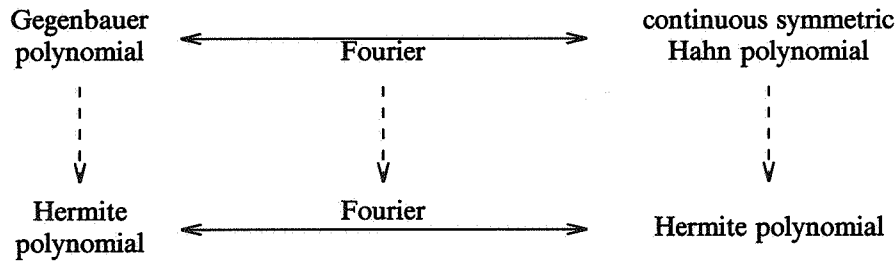 Gegenbauer
polynomial
Fourier
continuous symmetric
Hahn polynomial
Hermite
polynomial
Fourier
Hermite polynomial